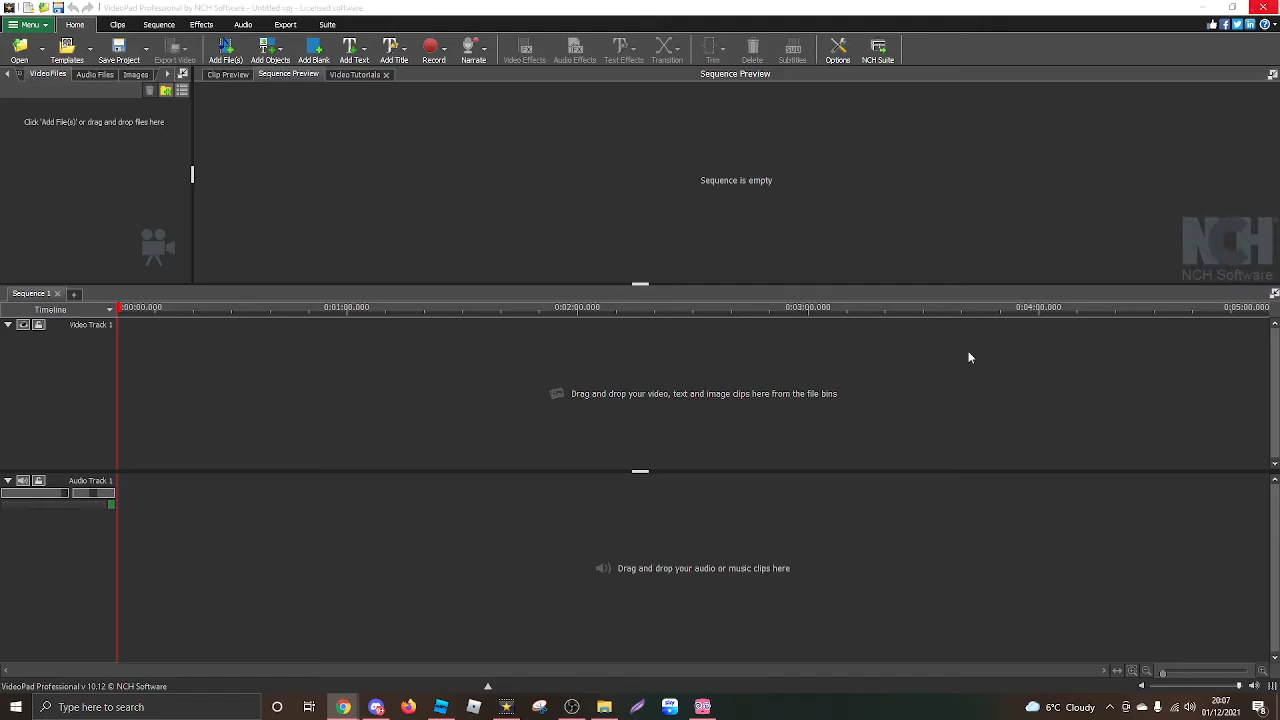 VideoPad Professional by NCH Software - Untitled.vpj - Licensed software
Menu Home Clips Sequence Effects Audio Export Suite
Open Templates Save Project Export Video Add File(s) Add Objects Add Blank Add Text Add Title Record Narrate Video Effects Audio Effects Text Effects Transition Trim Delete Subtitles Options NCH Suite
Video Files Audio Files Images Clip Preview Sequence Preview Video Tutorials Sequence Preview
Click 'Add File(s)' or drag and drop files here
Sequence is empty
NCH
NCH Software
Sequence 1
Timeline 0:00:00.000 0:01:00.000 0:02:00.000 0:03:00.000 0:04:00.000 0:05:00.000
Video Track 1
Drag and drop your video, text and image clips here from the file bins
Audio Track 1
Drag and drop your audio or music clips here
VideoPad Professional v 10.12 © NCH Software
Type here to search
6°C Cloudy
20:07
01/12/2021